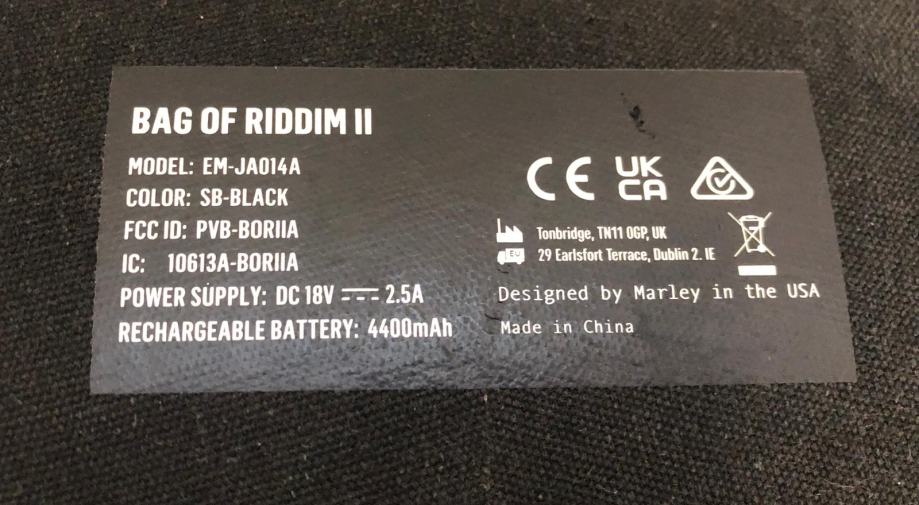 BAG OF RIDDIM II
MODEL: EM-JA014A
COLOR: SB-BLACK
FCC ID: PVB-BORIIA
IC: 10613A-BORIIA
POWER SUPPLY: DC 18V 2.5A
RECHARGEABLE BATTERY: 4400mAh
CE UK CA
Tonbridge, TN11 0GP, UK
EU 29 Earlsfort Terrace, Dublin 2. IE
Designed by Marley in the USA
Made in China